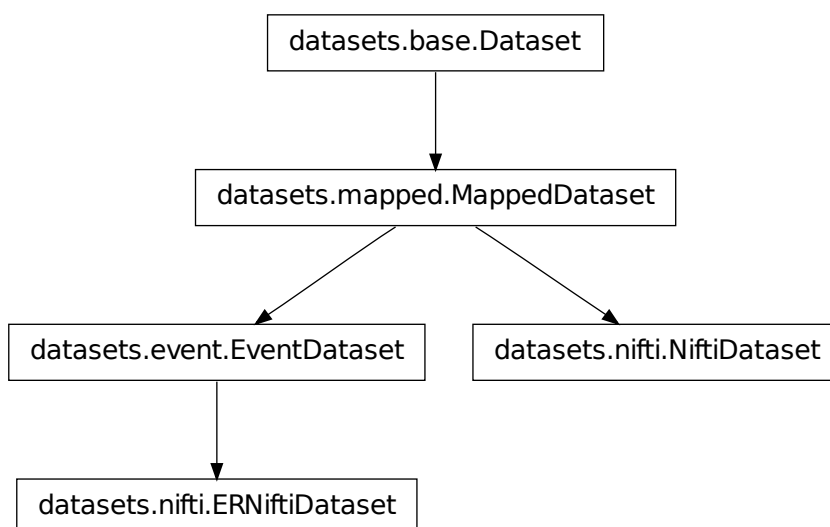 datasets.base.Dataset
datasets.mapped.MappedDataset
datasets.event.EventDataset
datasets.nifti.NiftiDataset
datasets.nifti.ERNiftiDataset